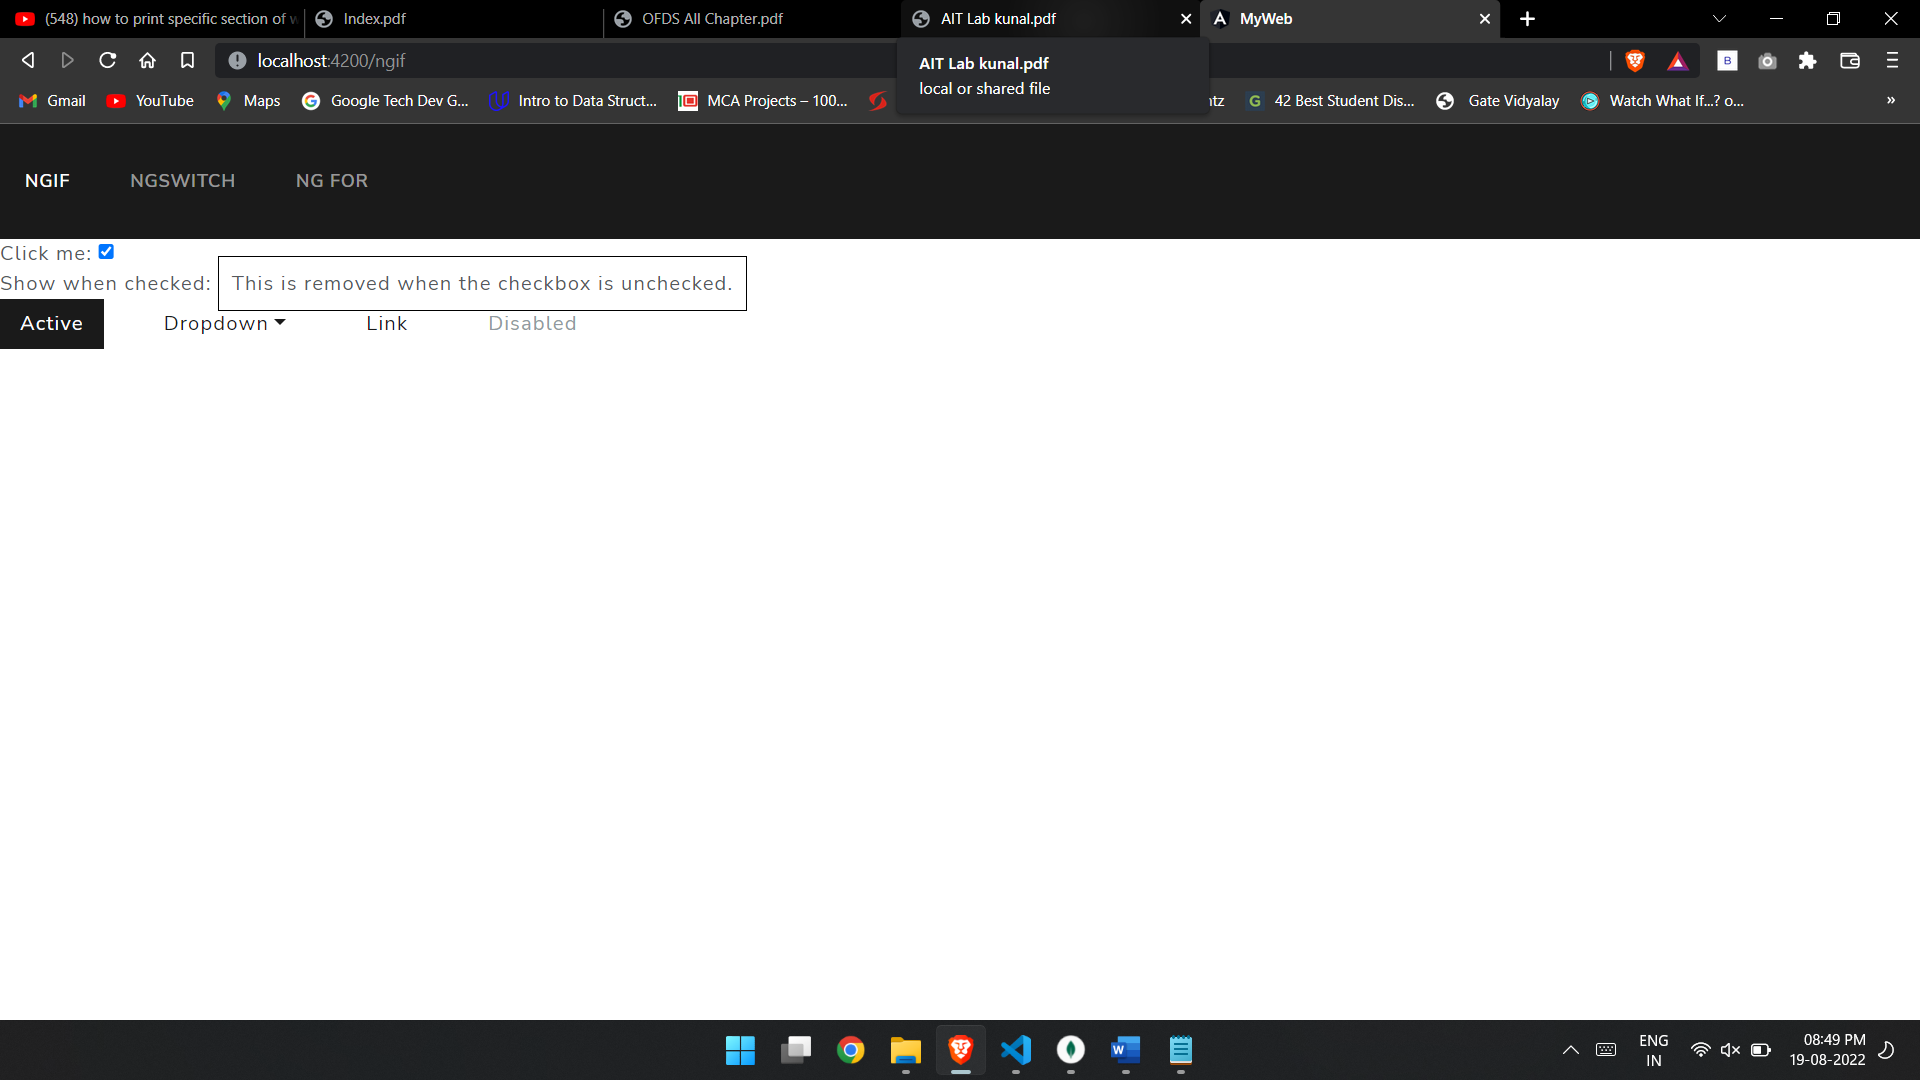 (548) how to print specific section of w
Index.pdf
OFDS All Chapter.pdf
AIT Lab kunal.pdf
MyWeb
localhost:4200/ngif
AIT Lab kunal.pdf
local or shared file
Gmail
YouTube
Maps
Google Tech Dev G...
Intro to Data Struct...
MCA Projects – 100...
ntz
42 Best Student Dis...
Gate Vidyalay
Watch What If...? o...
»
NGIF
NGSWITCH
NG FOR
Click me:
Show when checked: This is removed when the checkbox is unchecked.
Active
Dropdown
Link
Disabled
ENG
IN
08:49 PM
19-08-2022